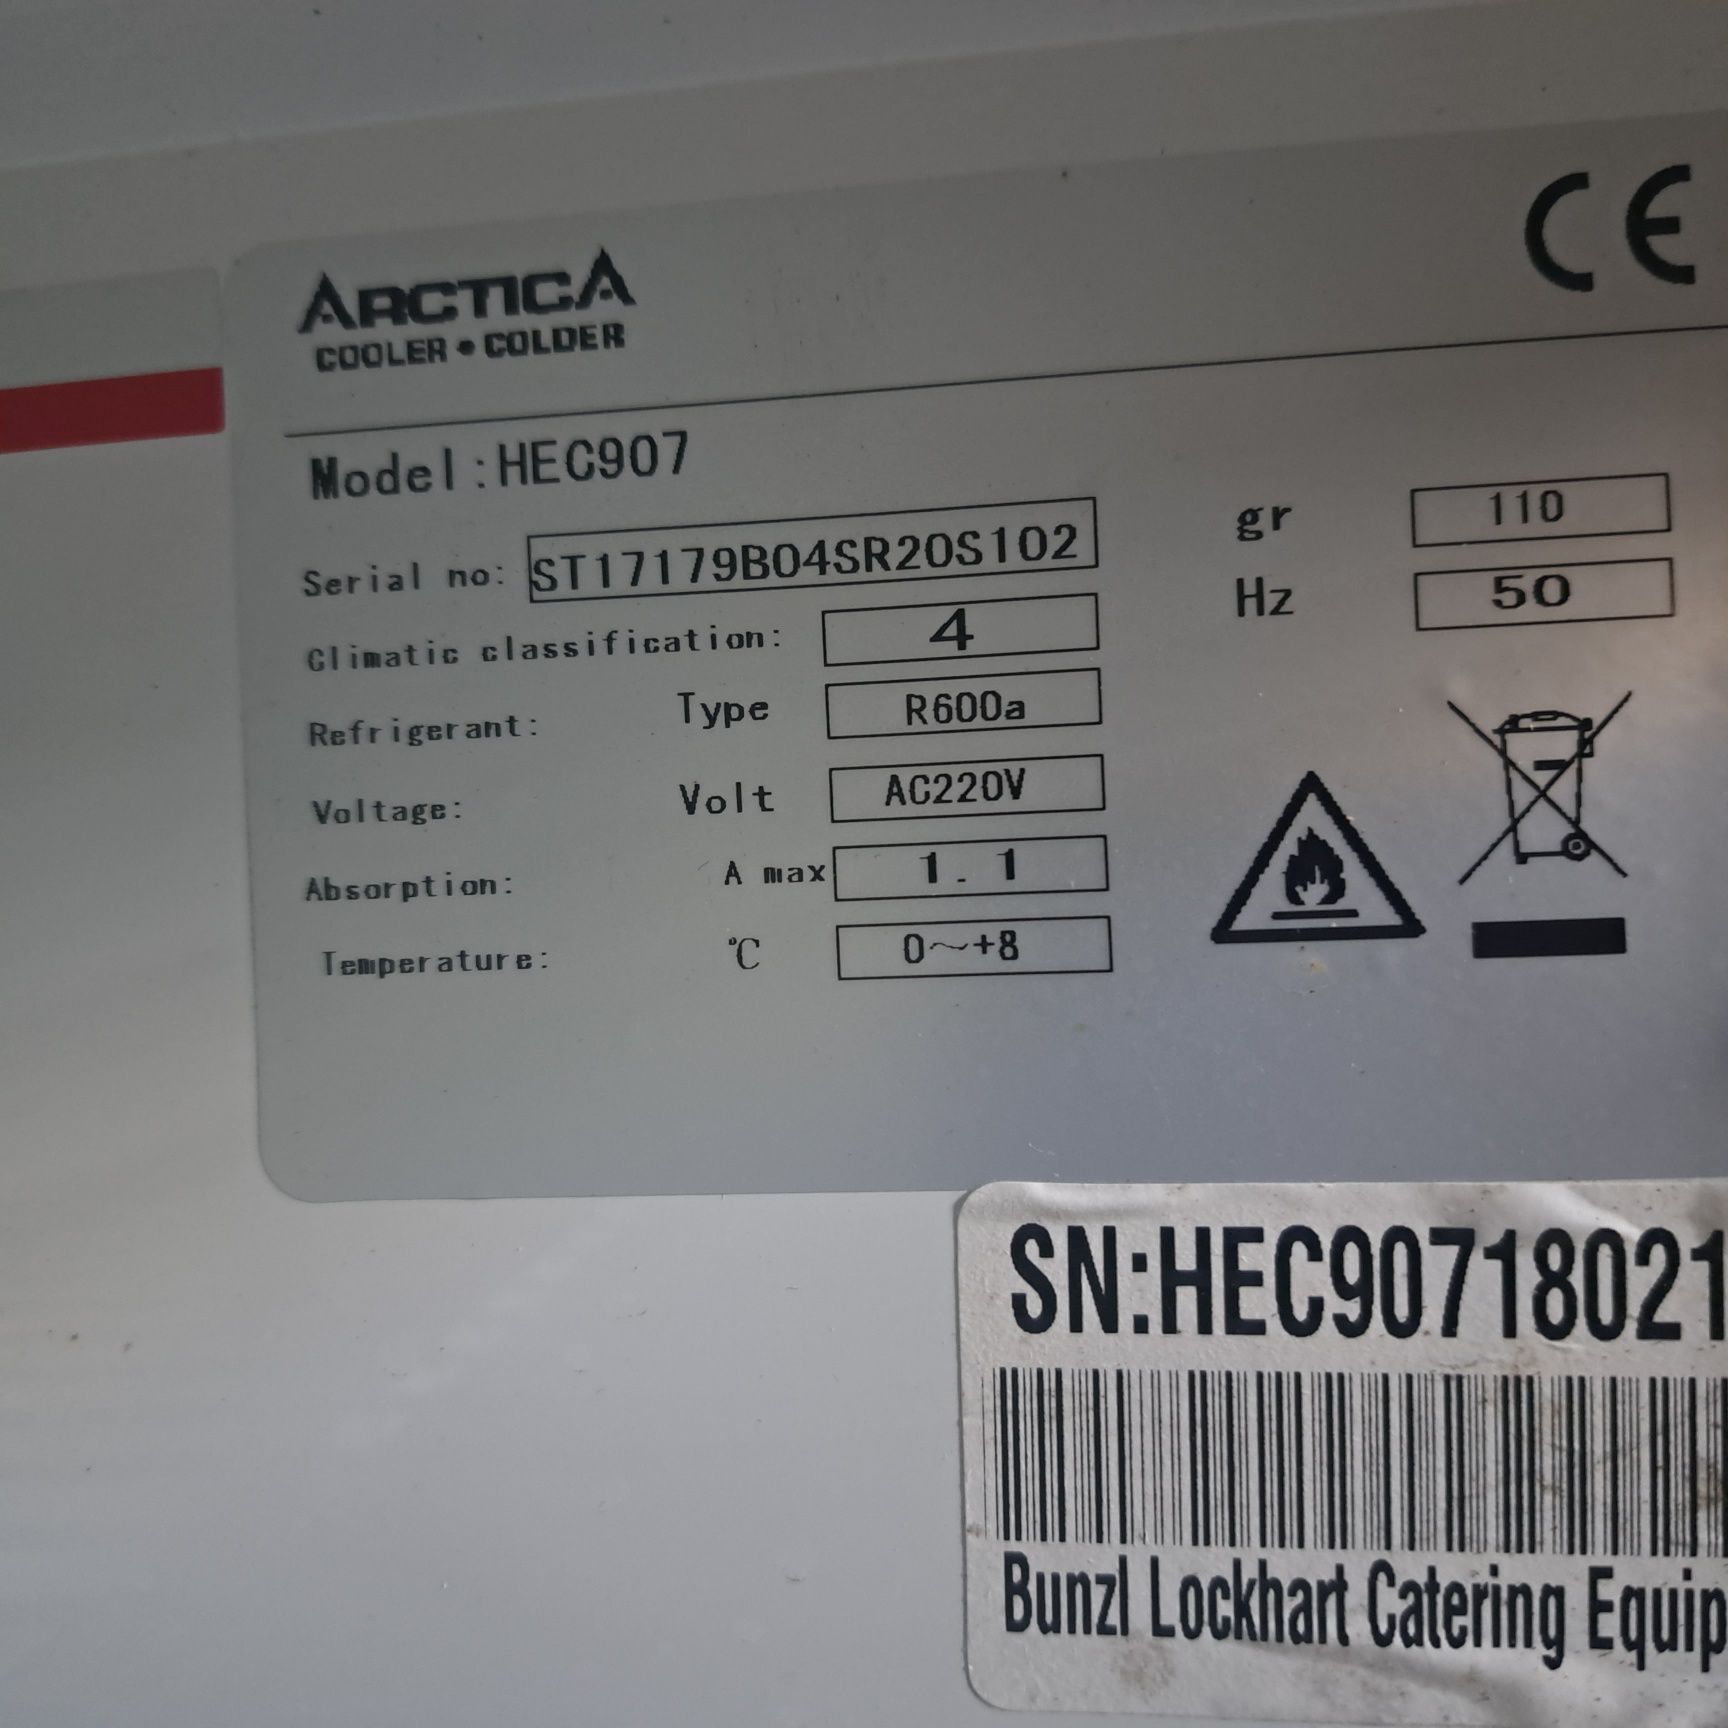 CE
ARCTICA
COOLER • COLDER
Model:HEC907
Serial no: ST17179B04SR20S102
gr 110
Climatic classification: 4
Hz 50
Refrigerant: Type R600a
Voltage: Volt AC220V
Absorption: A max 1.1
Temperature: ℃ 0～+8
SN:HEC90718021
Bunzl Lockhart Catering Equip